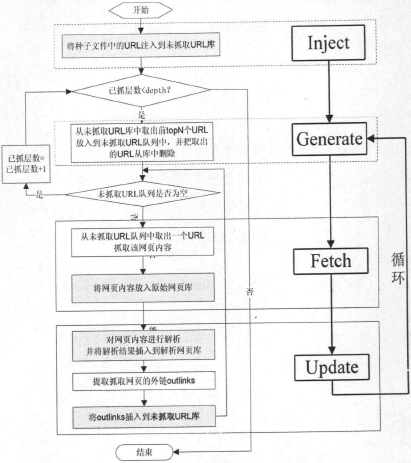 开始
将种子文件中的URL注入到未抓取URL库
Inject
已抓层数<depth?
是
从未抓取URL库中取出前topN个URL
放入到未抓取URL队列中，并把取出
的URL从库中删除
Generate
已抓层数=
已抓层数+1
是
未抓取URL队列是否为空
否
从未抓取URL队列中取出一个URL
抓取该网页内容
Fetch
循
环
将网页内容放入原始网页库
否
对网页内容进行解析
并将解析结果插入到解析网页库
提取抓取网页的外链outlinks
Update
将outlinks插入到未抓取URL库
结束